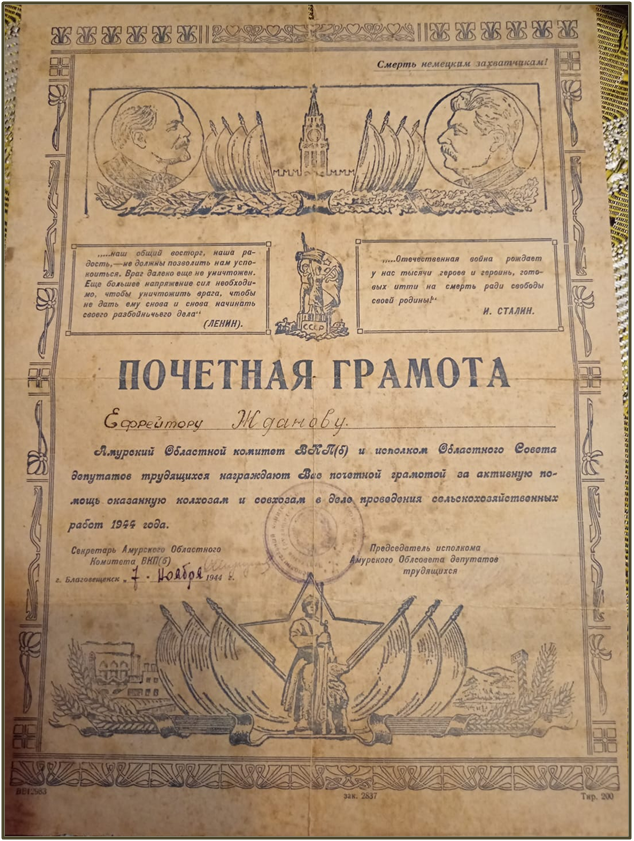 Смерть немецким захватчикам!
„...наш общий восторг, наша ра-
дость,—не должны позволить нам успо-
коиться. Враг далеко еще не уничтожен.
Еще большее напряжение сил необходи-
мо, чтобы уничтожить врага, чтобы
не дать ему снова и снова начинать
своего разбойничьего дела"
(ЛЕНИН).
„....Отечественная война рождает
у нас тысячи героев и героинь, гото-
вых итти на смерть ради свободы
своей родины!"
И. СТАЛИН.
СССР
ПОЧЕТНАЯ ГРАМОТА
Ефрейтору Жданову.
Амурский Областной комитет ВКП(б) и исполком Областного Совета
депутатов трудящихся награждают Вас почетной грамотой за активную по-
мощь оказанную колхозам и совхозам в деле проведения сельскохозяйственных
работ 1944 года.
Секретарь Амурского Областного
Комитета ВКП(б)
г. Благовещенск 7. Ноября 1944 г.
Председатель исполкома
Амурского Облсовета депутатов
трудящихся
зак. 2837
Тир. 200